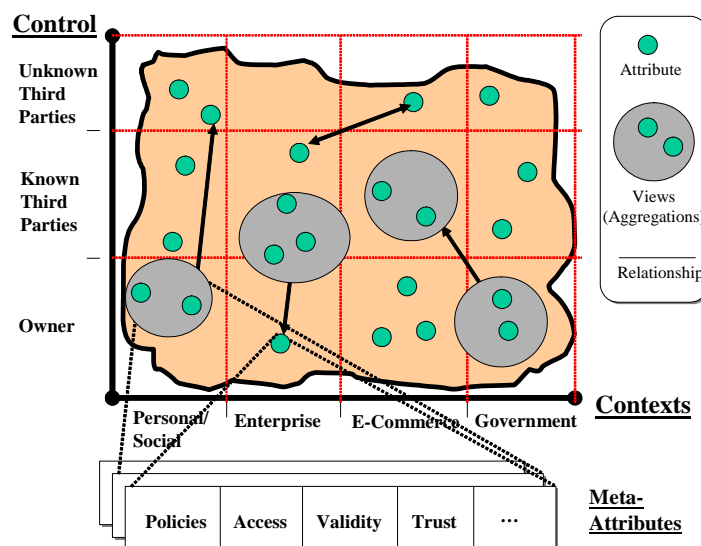 Control
Unknown
Third
Parties
Known
Third
Parties
Owner
Personal/
Social
Enterprise
E-Commerce
Government
Contexts
Attribute
Views
(Aggregations)
Relationship
Policies
Access
Validity
Trust
...
Meta-
Attributes